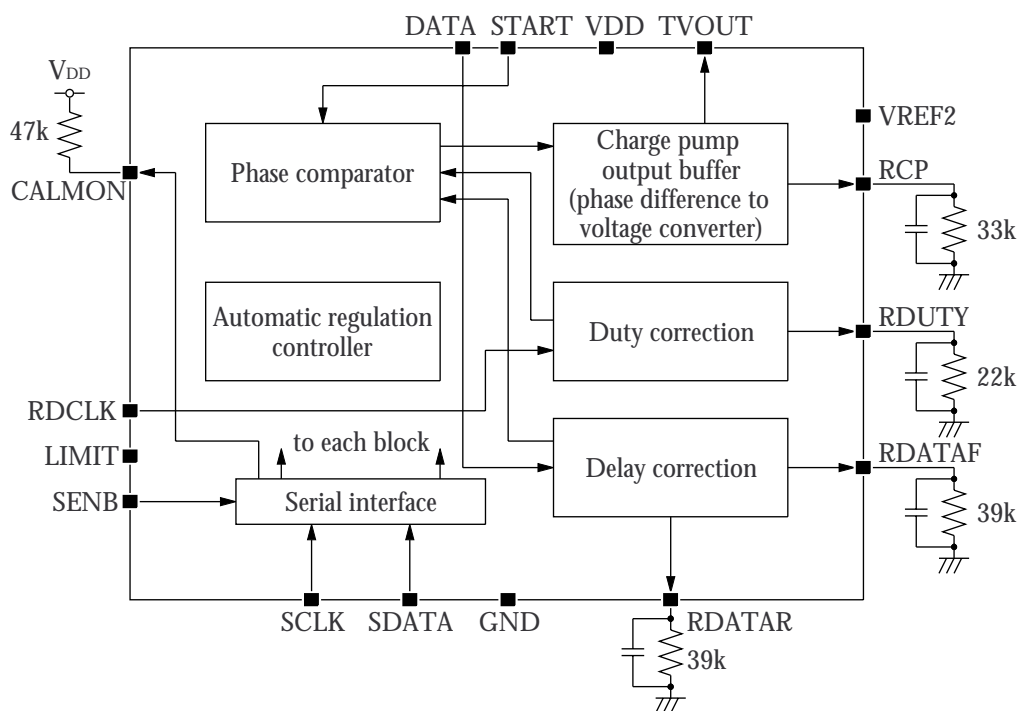 DATA START VDD TVOUT
VDD
47k
CALMON
Phase comparator
Charge pump
output buffer
(phase difference to
voltage converter)
VREF2
RCP
33k
Automatic regulation
controller
Duty correction
RDUTY
22k
RDCLK
LIMIT
SENB
to each block
Serial interface
Delay correction
RDATAF
39k
SCLK SDATA GND RDATAR
39k